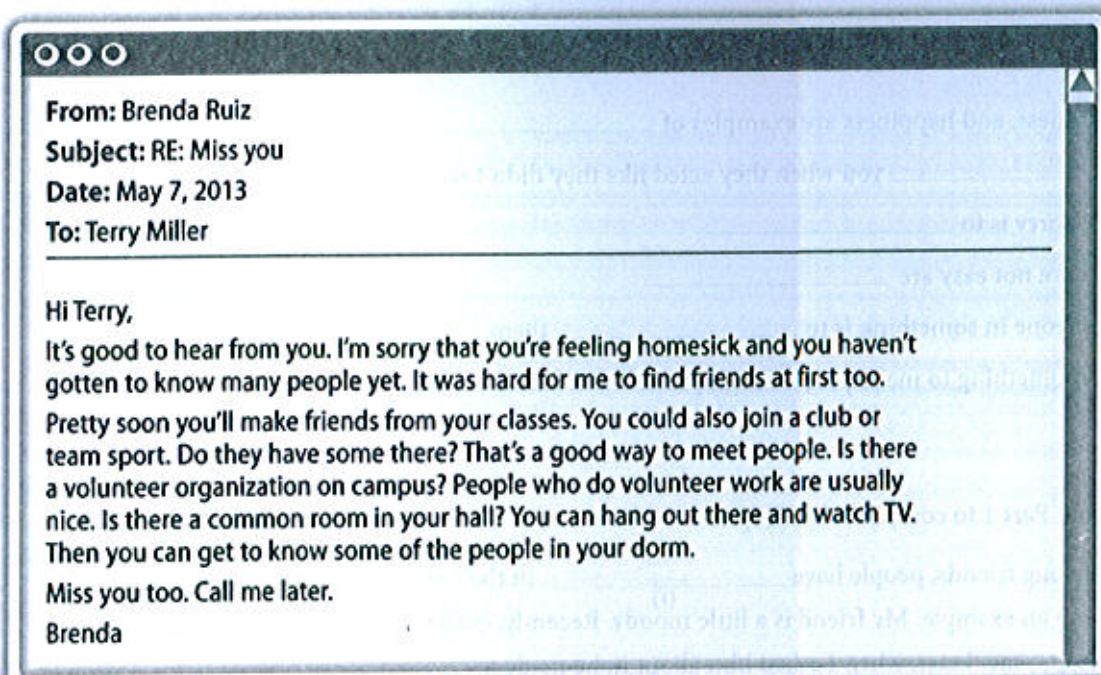 From: Brenda Ruiz
Subject: RE: Miss you
Date: May 7, 2013
To: Terry Miller
Hi Terry,
It's good to hear from you. I'm sorry that you're feeling homesick and you haven't
gotten to know many people yet. It was hard for me to find friends at first too.
Pretty soon you'll make friends from your classes. You could also join a club or
team sport. Do they have some there? That's a good way to meet people. Is there
a volunteer organization on campus? People who do volunteer work are usually
nice. Is there a common room in your hall? You can hang out there and watch TV.
Then you can get to know some of the people in your dorm.
Miss you too. Call me later.
Brenda